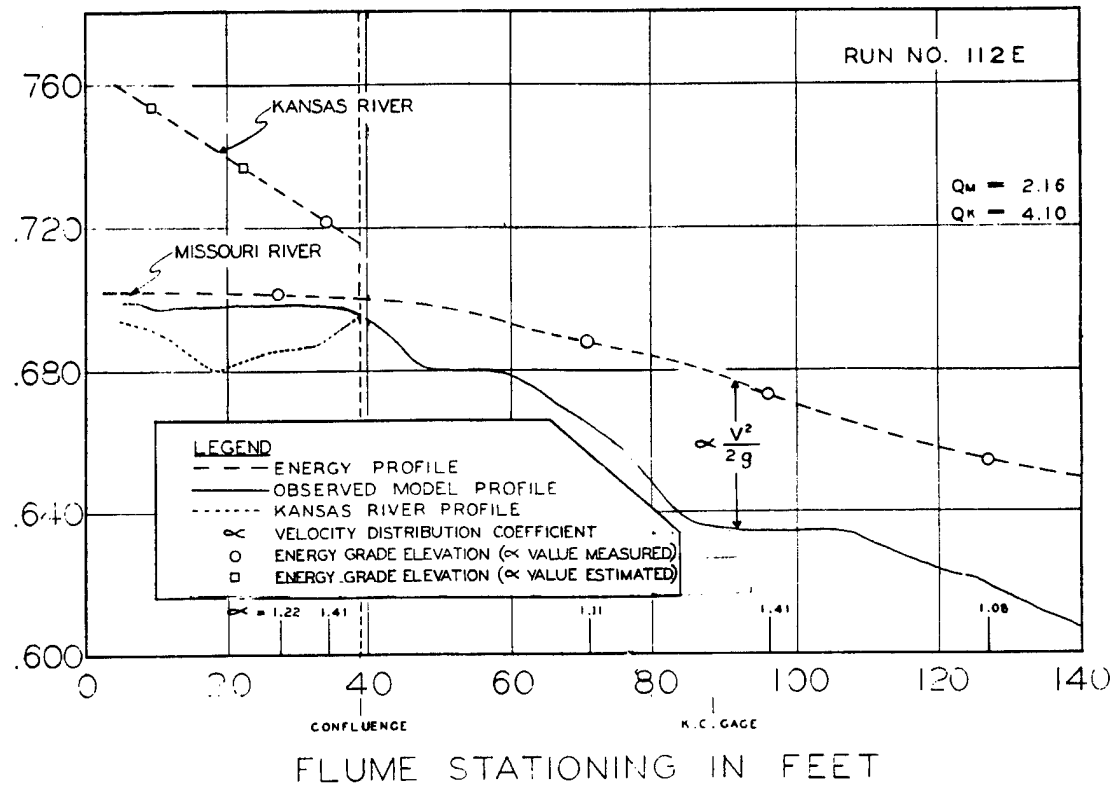 RUN NO. 112E
.760
KANSAS RIVER
QM = 2.16
QK = 4.10
.720
MISSOURI RIVER
.680
∝ V²/2g
LEGEND
ENERGY PROFILE
OBSERVED MODEL PROFILE
KANSAS RIVER PROFILE
∝ VELOCITY DISTRIBUTION COEFFICIENT
ENERGY GRADE ELEVATION (∝ VALUE MEASURED)
ENERGY GRADE ELEVATION (∝ VALUE ESTIMATED)
.640
∝ = 1.22 1.41 1.11 1.41 1.08
.600
0 20 40 60 80 100 120 140
CONFLUENCE K.C. GAGE
FLUME STATIONING IN FEET